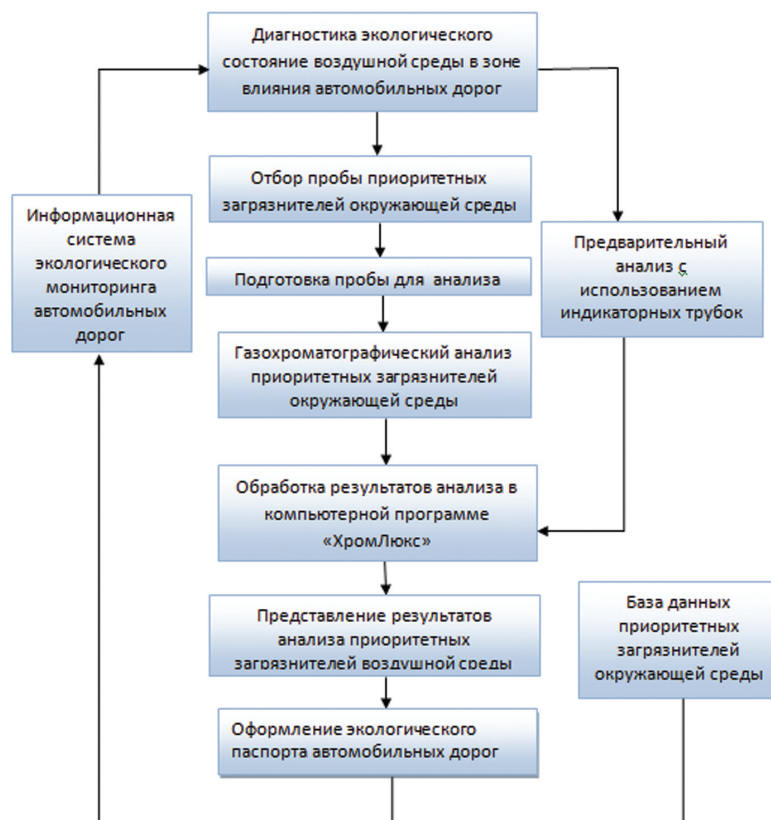 Диагностика экологического
состояние воздушной среды в зоне
влияния автомобильных дорог
Отбор пробы приоритетных
загрязнителей окружающей среды
Информационная
система
экологического
мониторинга
автомобильных
дорог
Предварительный
анализ с
использованием
индикаторных трубок
Подготовка пробы для анализа
Газохроматографический анализ
приоритетных загрязнителей
окружающей среды
Обработка результатов анализа в
компьютерной программе
«ХромЛюкс»
Представление результатов
анализа приоритетных
загрязнителей воздушной среды
База данных
приоритетных
загрязнителей
окружающей среды
Оформление экологического
паспорта автомобильных дорог